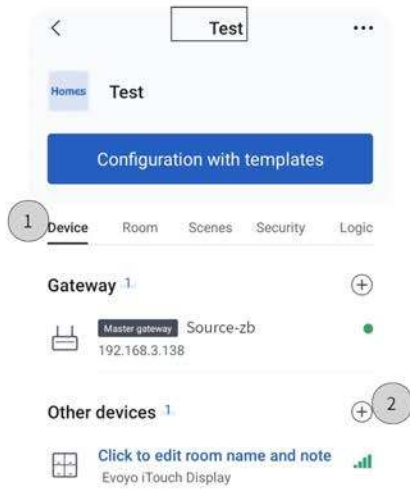 Test
Homes
Test
Configuration with templates
1
Device Room Scenes Security Logic
Gateway 1
Master gateway Source-zb
192.168.3.138
Other devices 1
2
Click to edit room name and note
Evoyo iTouch Display